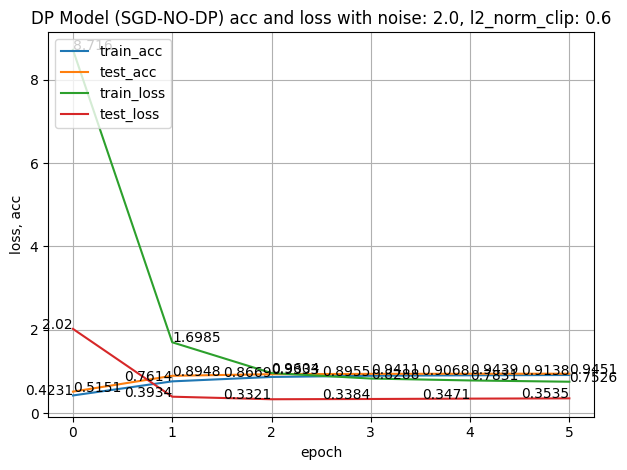 DP Model (SGD-NO-DP) acc and loss with noise: 2.0, l2_norm_clip: 0.6
8.716
train_acc
test_acc
train_loss
test_loss
8
6
4
2
0
loss, acc
2.02
1.6985
0.4231 0.5151 0.7614 0.8948 0.8669 0.8955 0.9411 0.9068 0.9439 0.9138 0.9451
0.7526
0.3934 0.3321 0.3384 0.3471 0.3535
0 1 2 3 4 5
epoch